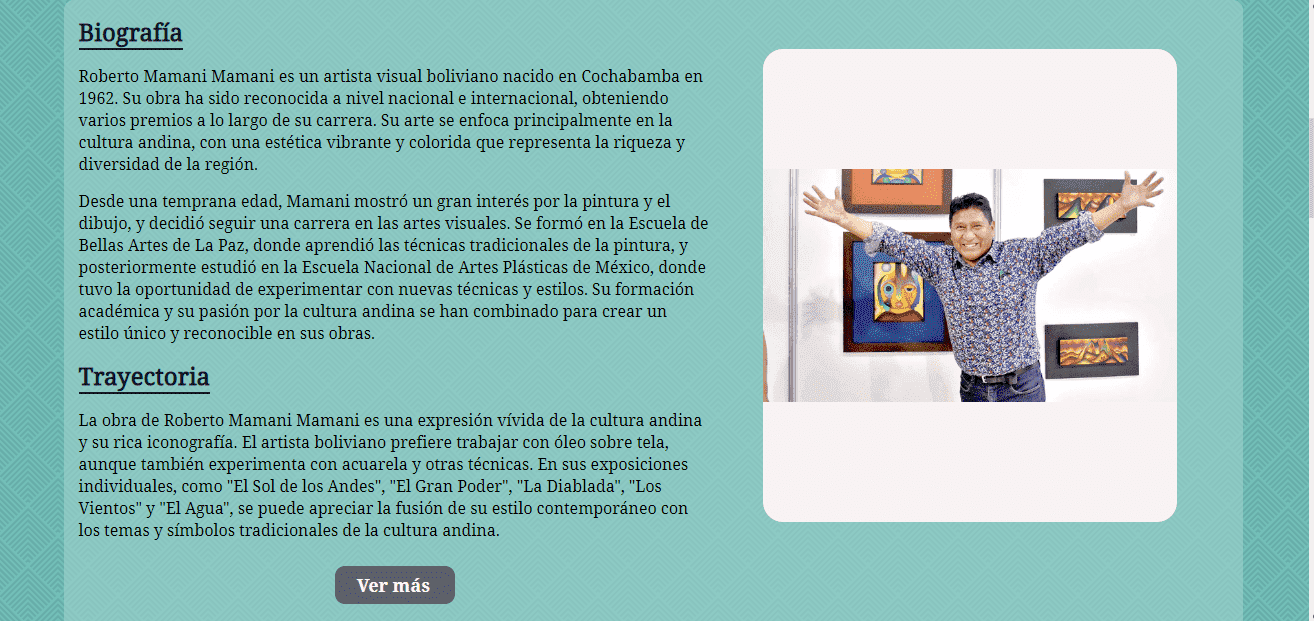 Biografía
Roberto Mamani Mamani es un artista visual boliviano nacido en Cochabamba en
1962. Su obra ha sido reconocida a nivel nacional e internacional, obteniendo
varios premios a lo largo de su carrera. Su arte se enfoca principalmente en la
cultura andina, con una estética vibrante y colorida que representa la riqueza y
diversidad de la región.
Desde una temprana edad, Mamani mostró un gran interés por la pintura y el
dibujo, y decidió seguir una carrera en las artes visuales. Se formó en la Escuela de
Bellas Artes de La Paz, donde aprendió las técnicas tradicionales de la pintura, y
posteriormente estudió en la Escuela Nacional de Artes Plásticas de México, donde
tuvo la oportunidad de experimentar con nuevas técnicas y estilos. Su formación
académica y su pasión por la cultura andina se han combinado para crear un
estilo único y reconocible en sus obras.
Trayectoria
La obra de Roberto Mamani Mamani es una expresión vívida de la cultura andina
y su rica iconografía. El artista boliviano prefiere trabajar con óleo sobre tela,
aunque también experimenta con acuarela y otras técnicas. En sus exposiciones
individuales, como "El Sol de los Andes", "El Gran Poder", "La Diablada", "Los
Vientos" y "El Agua", se puede apreciar la fusión de su estilo contemporáneo con
los temas y símbolos tradicionales de la cultura andina.
Ver más